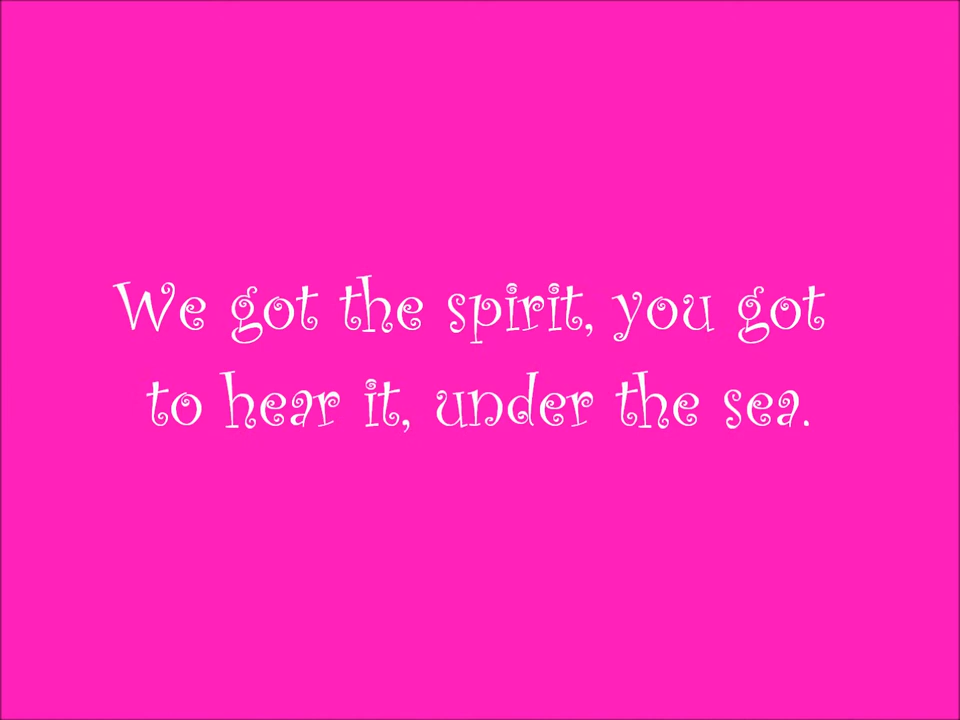 We got the spirit, you got
to hear it, under the sea.